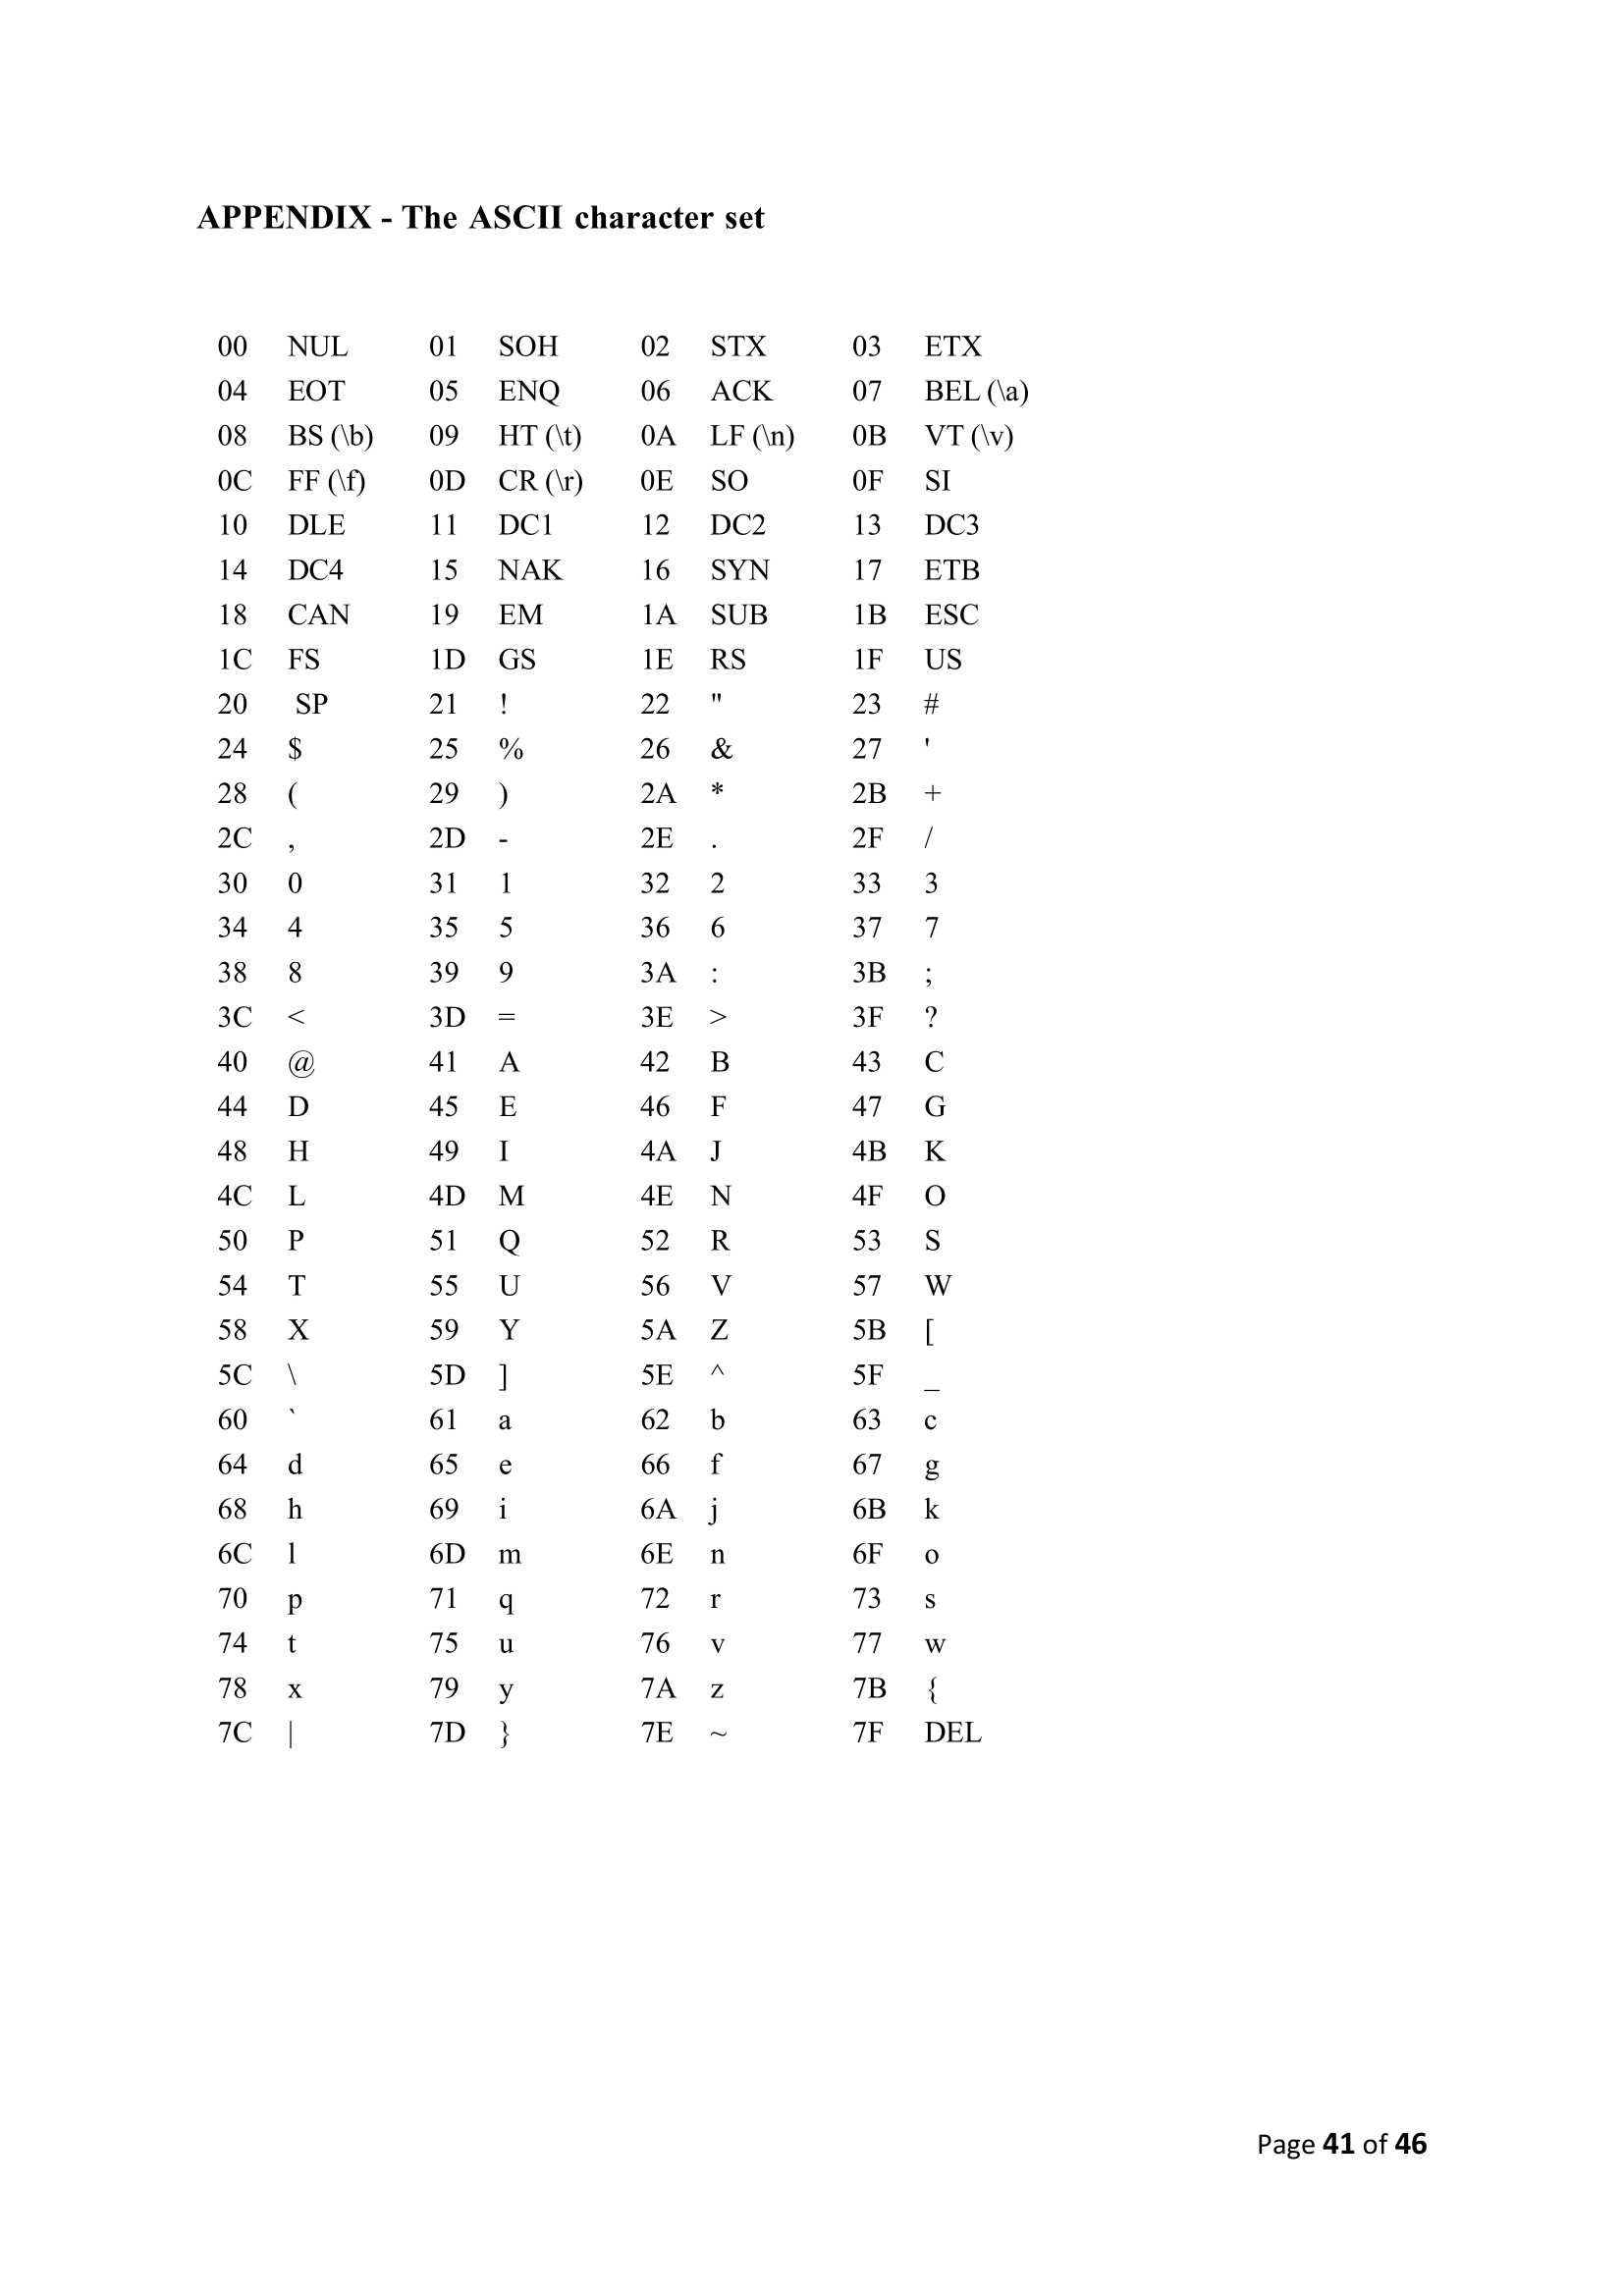 APPENDIX - The ASCII character set
00 NUL 01 SOH 02 STX 03 ETX
04 EOT 05 ENQ 06 ACK 07 BEL (\a)
08 BS (\b) 09 HT (\t) 0A LF (\n) 0B VT (\v)
0C FF (\f) 0D CR (\r) 0E SO 0F SI
10 DLE 11 DC1 12 DC2 13 DC3
14 DC4 15 NAK 16 SYN 17 ETB
18 CAN 19 EM 1A SUB 1B ESC
1C FS 1D GS 1E RS 1F US
20 SP 21 ! 22 " 23 #
24 $ 25 % 26 & 27 '
28 ( 29 ) 2A * 2B +
2C , 2D - 2E . 2F /
30 0 31 1 32 2 33 3
34 4 35 5 36 6 37 7
38 8 39 9 3A : 3B ;
3C < 3D = 3E > 3F ?
40 @ 41 A 42 B 43 C
44 D 45 E 46 F 47 G
48 H 49 I 4A J 4B K
4C L 4D M 4E N 4F O
50 P 51 Q 52 R 53 S
54 T 55 U 56 V 57 W
58 X 59 Y 5A Z 5B [
5C \ 5D ] 5E ^ 5F _
60 ` 61 a 62 b 63 c
64 d 65 e 66 f 67 g
68 h 69 i 6A j 6B k
6C l 6D m 6E n 6F o
70 p 71 q 72 r 73 s
74 t 75 u 76 v 77 w
78 x 79 y 7A z 7B {
7C | 7D } 7E ~ 7F DEL
Page 41 of 46